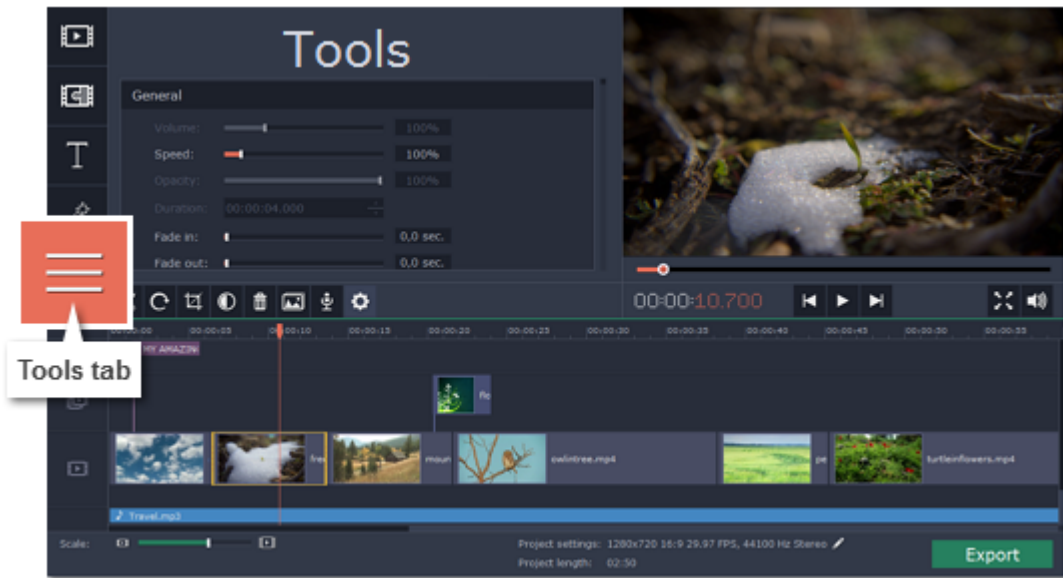 Tools
General
Volume: 100%
Speed: 100%
Opacity: 100%
Duration: 00:00:04.000
Fade in: 0,0 sec.
Fade out: 0,0 sec.
00:00:10.700
00:00:00 00:00:05 00:00:10 00:00:15 00:00:20 00:00:25 00:00:30 00:00:35 00:00:40 00:00:45 00:00:50 00:00:55
MY AMAZIN
Tools tab
flo
moun owlintree.mp4 pe turtleinflowers.mp4
Travel.mp3
Scale:
Project settings: 1280x720 16:9 29.97 FPS, 44100 Hz Stereo
Project length: 02:50
Export